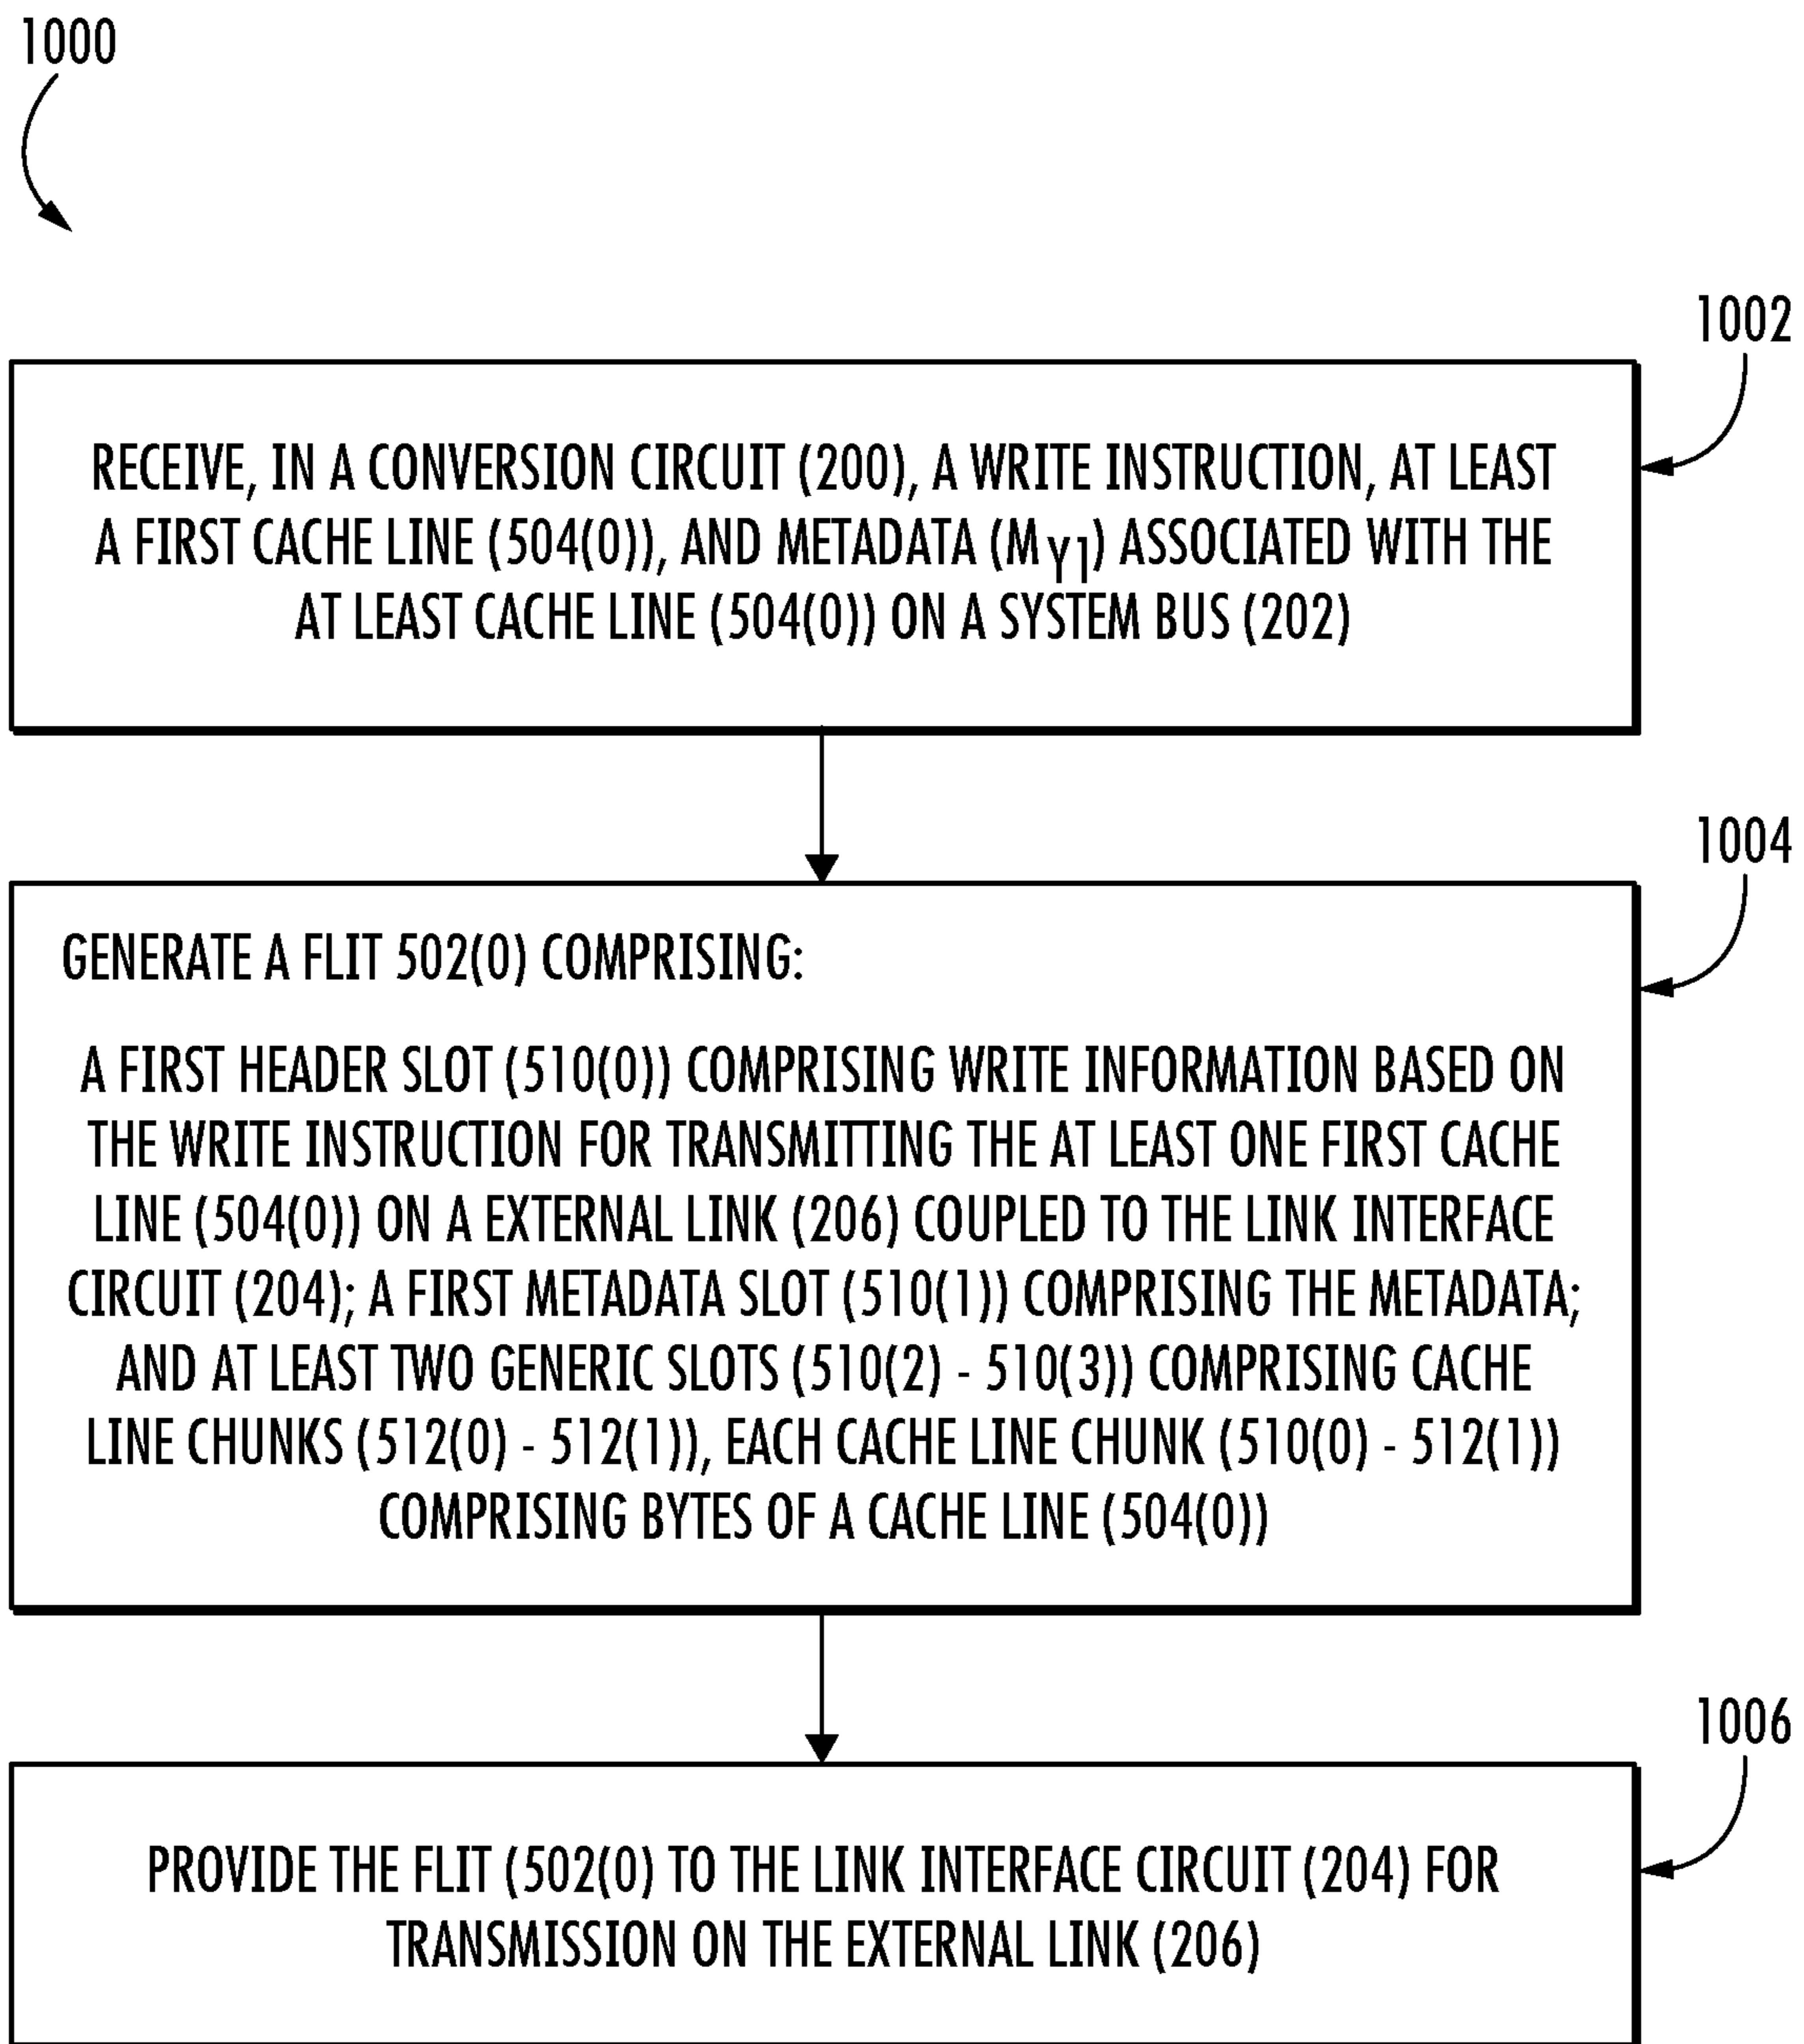 1000
1002
RECEIVE, IN A CONVERSION CIRCUIT (200), A WRITE INSTRUCTION, AT LEAST
A FIRST CACHE LINE (504(0)), AND METADATA (MY1) ASSOCIATED WITH THE
AT LEAST CACHE LINE (504(0)) ON A SYSTEM BUS (202)
1004
GENERATE A FLIT 502(0) COMPRISING:
A FIRST HEADER SLOT (510(0)) COMPRISING WRITE INFORMATION BASED ON
THE WRITE INSTRUCTION FOR TRANSMITTING THE AT LEAST ONE FIRST CACHE
LINE (504(0)) ON A EXTERNAL LINK (206) COUPLED TO THE LINK INTERFACE
CIRCUIT (204); A FIRST METADATA SLOT (510(1)) COMPRISING THE METADATA;
AND AT LEAST TWO GENERIC SLOTS (510(2) - 510(3)) COMPRISING CACHE
LINE CHUNKS (512(0) - 512(1)), EACH CACHE LINE CHUNK (510(0) - 512(1))
COMPRISING BYTES OF A CACHE LINE (504(0))
1006
PROVIDE THE FLIT (502(0) TO THE LINK INTERFACE CIRCUIT (204) FOR
TRANSMISSION ON THE EXTERNAL LINK (206)